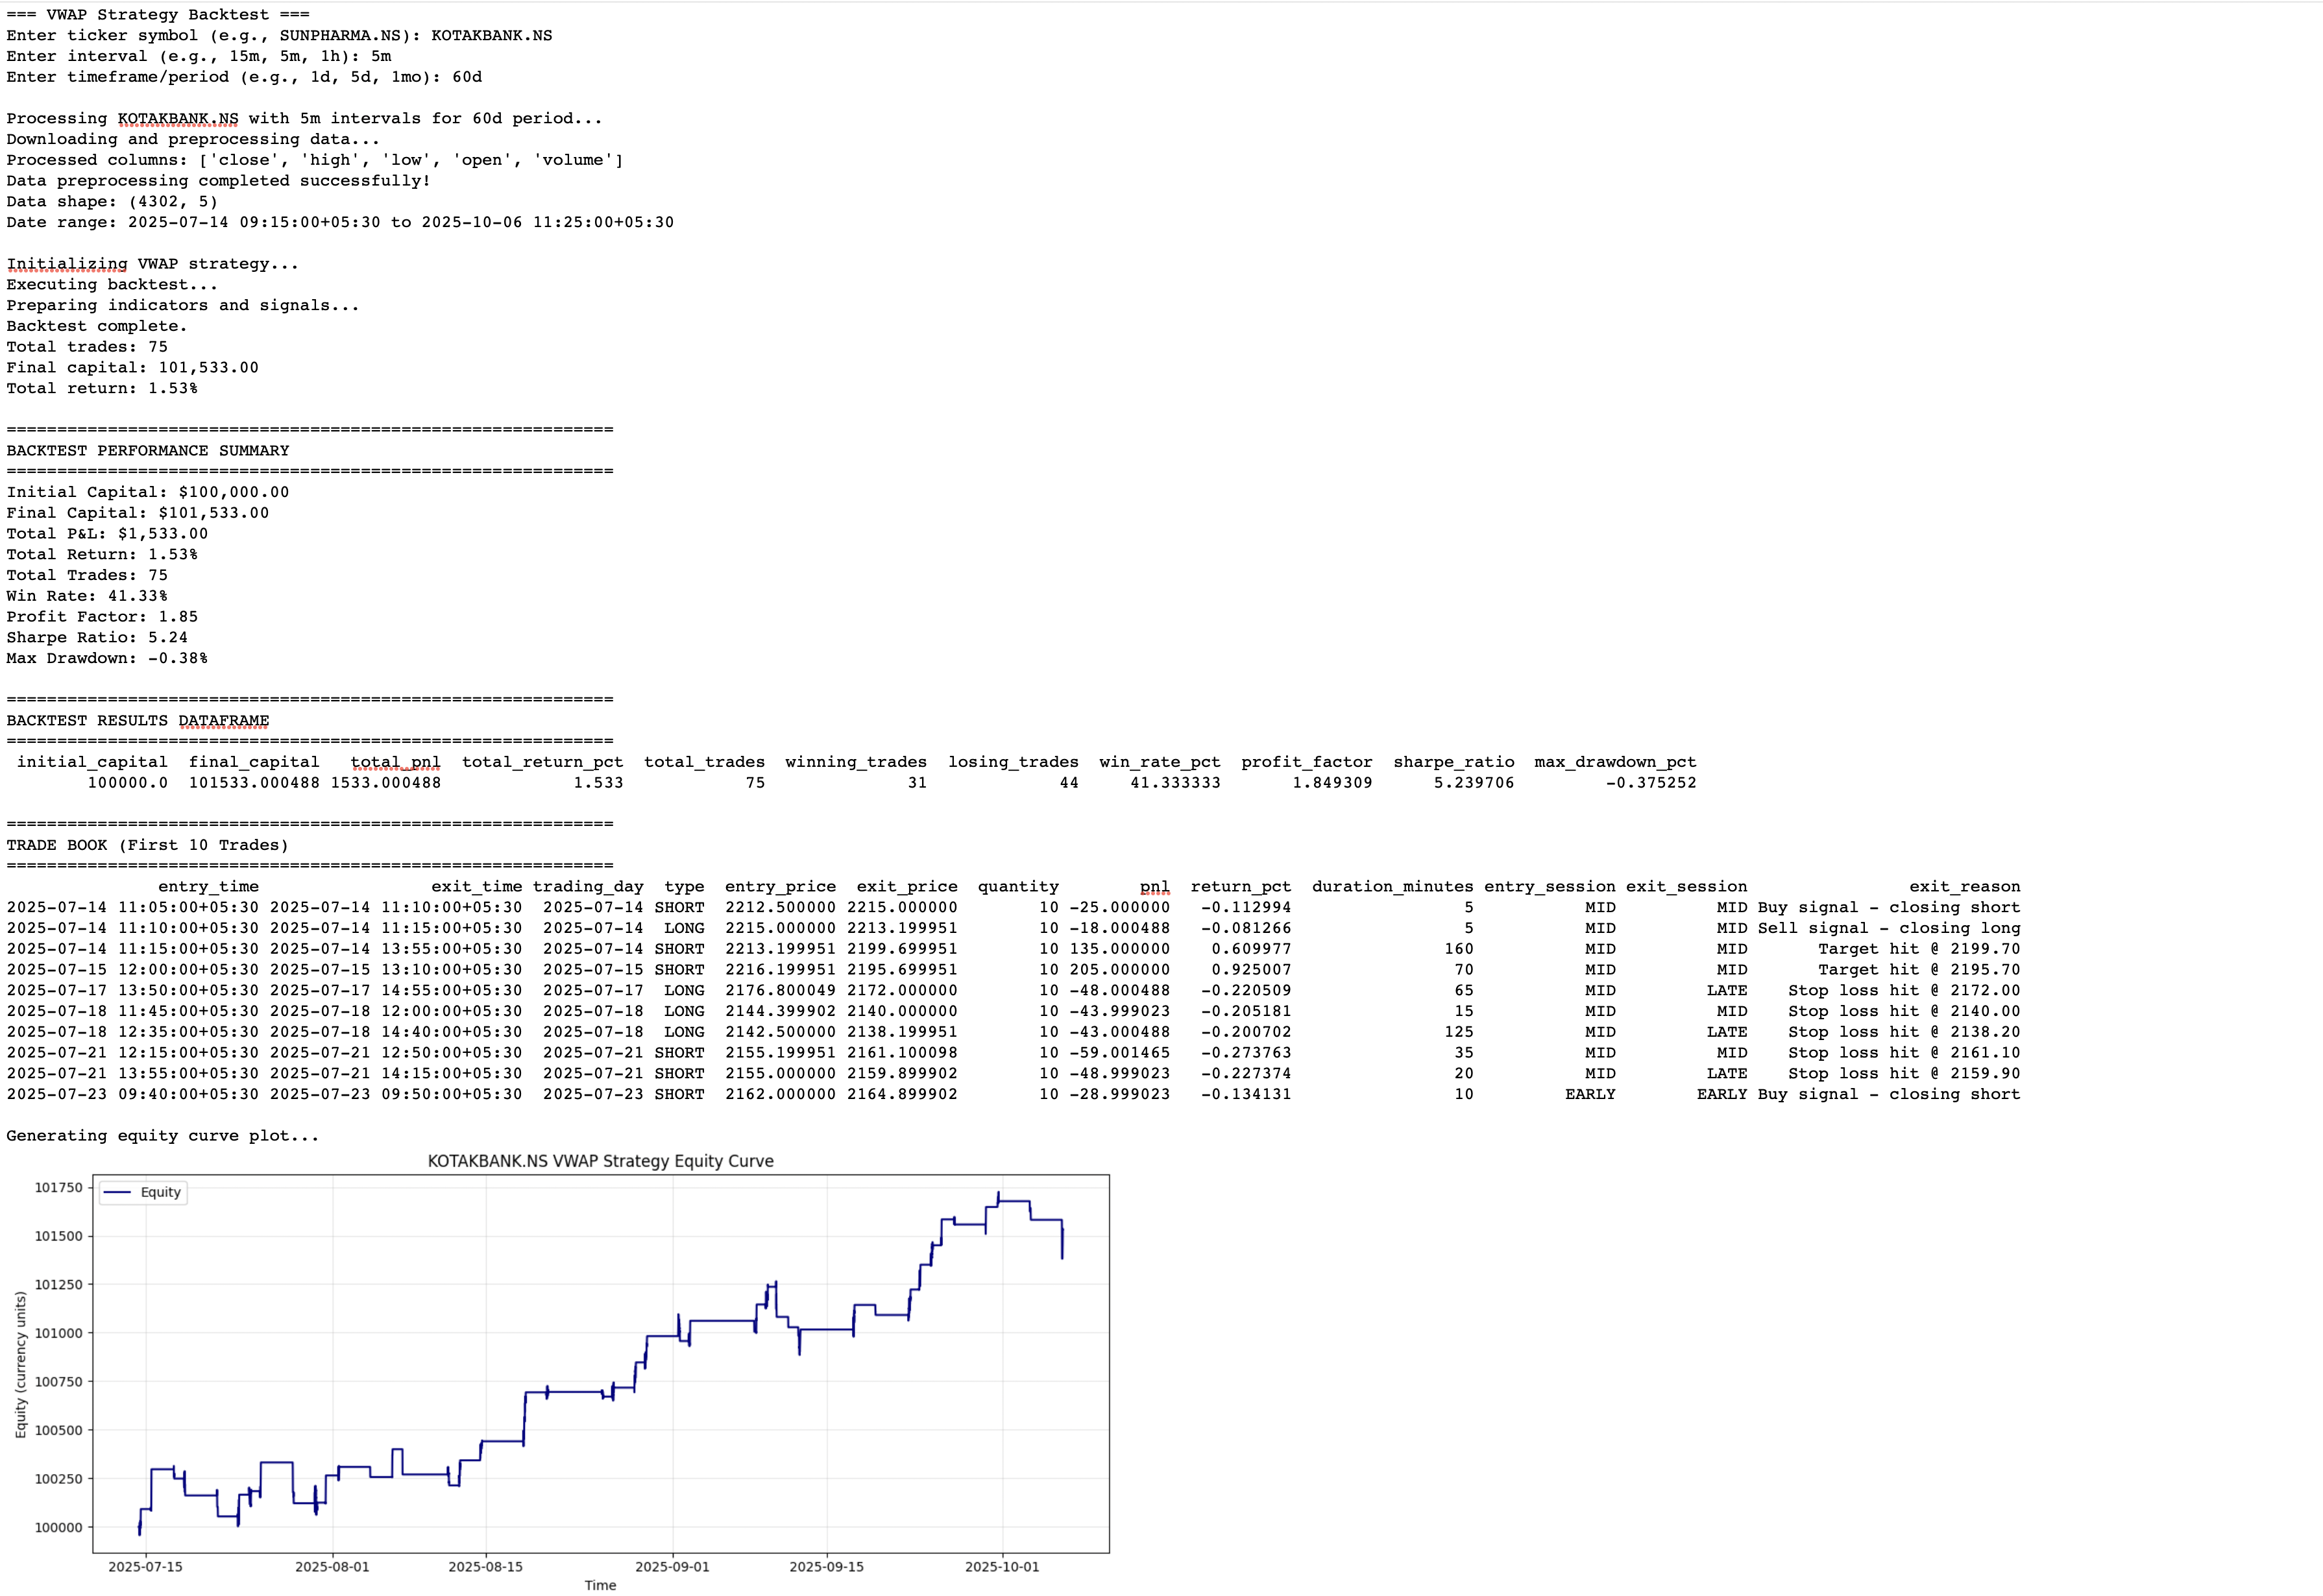 === VWAP Strategy Backtest ===
Enter ticker symbol (e.g., SUNPHARMA.NS): KOTAKBANK.NS
Enter interval (e.g., 15m, 5m, 1h): 5m
Enter timeframe/period (e.g., 1d, 5d, 1mo): 60d
Processing KOTAKBANK.NS with 5m intervals for 60d period...
Downloading and preprocessing data...
Processed columns: ['close', 'high', 'low', 'open', 'volume']
Data preprocessing completed successfully!
Data shape: (4302, 5)
Date range: 2025-07-14 09:15:00+05:30 to 2025-10-06 11:25:00+05:30
Initializing VWAP strategy...
Executing backtest...
Preparing indicators and signals...
Backtest complete.
Total trades: 75
Final capital: 101,533.00
Total return: 1.53%
============================================================
BACKTEST PERFORMANCE SUMMARY
============================================================
Initial Capital: $100,000.00
Final Capital: $101,533.00
Total P&L: $1,533.00
Total Return: 1.53%
Total Trades: 75
Win Rate: 41.33%
Profit Factor: 1.85
Sharpe Ratio: 5.24
Max Drawdown: -0.38%
============================================================
BACKTEST RESULTS DATAFRAME
============================================================
initial_capital final_capital total_pnl total_return_pct total_trades winning_trades losing_trades win_rate_pct profit_factor sharpe_ratio max_drawdown_pct
100000.0 101533.000488 1533.000488 1.533 75 31 44 41.333333 1.849309 5.239706 -0.375252
============================================================
TRADE BOOK (First 10 Trades)
============================================================
entry_time exit_time trading_day type entry_price exit_price quantity pnl return_pct duration_minutes entry_session exit_session exit_reason
2025-07-14 11:05:00+05:30 2025-07-14 11:10:00+05:30 2025-07-14 SHORT 2212.500000 2215.000000 10 -25.000000 -0.112994 5 MID MID Buy signal - closing short
2025-07-14 11:10:00+05:30 2025-07-14 11:15:00+05:30 2025-07-14 LONG 2215.000000 2213.199951 10 -18.000488 -0.081266 5 MID MID Sell signal - closing long
2025-07-14 11:15:00+05:30 2025-07-14 13:55:00+05:30 2025-07-14 SHORT 2213.199951 2199.699951 10 135.000000 0.609977 160 MID MID Target hit @ 2199.70
2025-07-15 12:00:00+05:30 2025-07-15 13:10:00+05:30 2025-07-15 SHORT 2216.199951 2195.699951 10 205.000000 0.925007 70 MID MID Target hit @ 2195.70
2025-07-17 13:50:00+05:30 2025-07-17 14:55:00+05:30 2025-07-17 LONG 2176.800049 2172.000000 10 -48.000488 -0.220509 65 MID LATE Stop loss hit @ 2172.00
2025-07-18 11:45:00+05:30 2025-07-18 12:00:00+05:30 2025-07-18 LONG 2144.399902 2140.000000 10 -43.999023 -0.205181 15 MID MID Stop loss hit @ 2140.00
2025-07-18 12:35:00+05:30 2025-07-18 14:40:00+05:30 2025-07-18 LONG 2142.500000 2138.199951 10 -43.000488 -0.200702 125 MID LATE Stop loss hit @ 2138.20
2025-07-21 12:15:00+05:30 2025-07-21 12:50:00+05:30 2025-07-21 SHORT 2155.199951 2161.100098 10 -59.001465 -0.273763 35 MID MID Stop loss hit @ 2161.10
2025-07-21 13:55:00+05:30 2025-07-21 14:15:00+05:30 2025-07-21 SHORT 2155.000000 2159.899902 10 -48.999023 -0.227374 20 MID LATE Stop loss hit @ 2159.90
2025-07-23 09:40:00+05:30 2025-07-23 09:50:00+05:30 2025-07-23 SHORT 2162.000000 2164.899902 10 -28.999023 -0.134131 10 EARLY EARLY Buy signal - closing short
Generating equity curve plot...
KOTAKBANK.NS VWAP Strategy Equity Curve
Equity
101750
101500
101250
101000
100750
100500
100250
100000
Equity (currency units)
2025-07-15 2025-08-01 2025-08-15 2025-09-01 2025-09-15 2025-10-01
Time